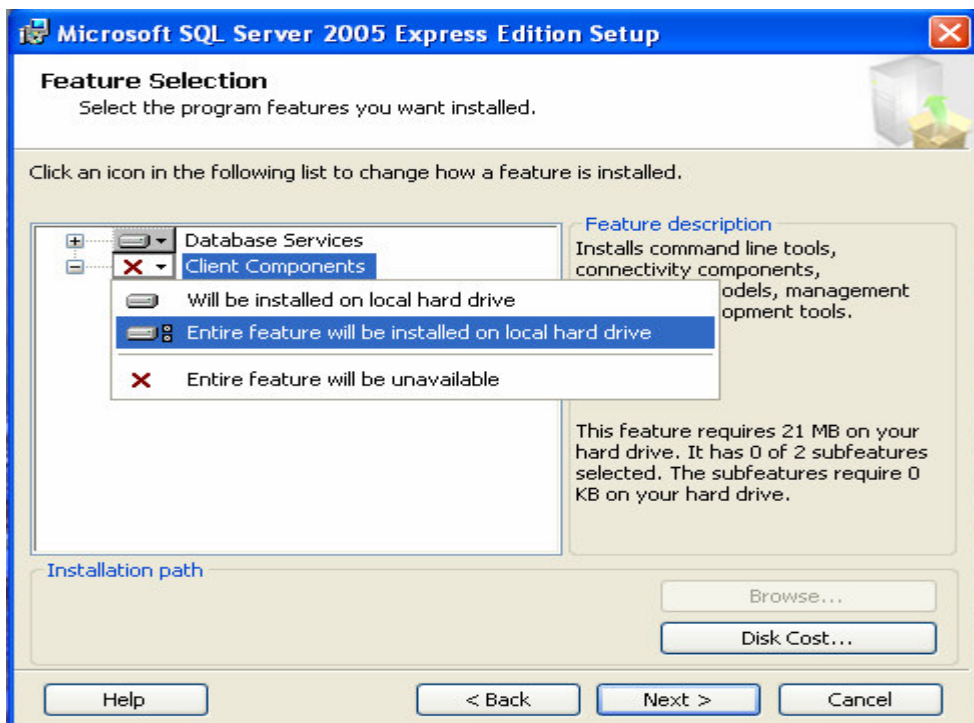 Microsoft SQL Server 2005 Express Edition Setup
Feature Selection
Select the program features you want installed.
Click an icon in the following list to change how a feature is installed.
Database Services
Client Components
Will be installed on local hard drive
Entire feature will be installed on local hard drive
Entire feature will be unavailable
Feature description
Installs command line tools,
connectivity components,
odels, management
opment tools.
This feature requires 21 MB on your
hard drive. It has 0 of 2 subfeatures
selected. The subfeatures require 0
KB on your hard drive.
Installation path
Browse...
Disk Cost...
Help
< Back
Next >
Cancel